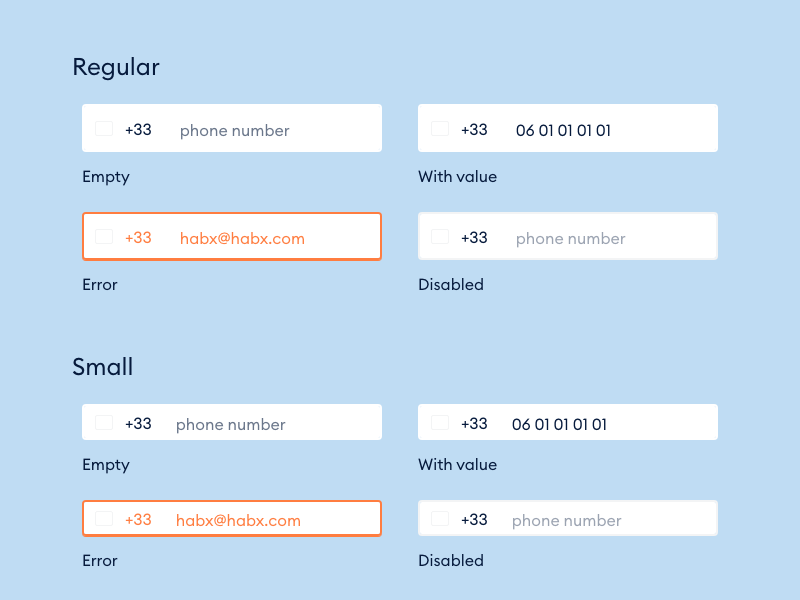 Regular
+33 phone number
+33 06 01 01 01 01
Empty
With value
+33 habx@habx.com
+33 phone number
Error
Disabled
Small
+33 phone number
+33 06 01 01 01 01
Empty
With value
+33 habx@habx.com
+33 phone number
Error
Disabled